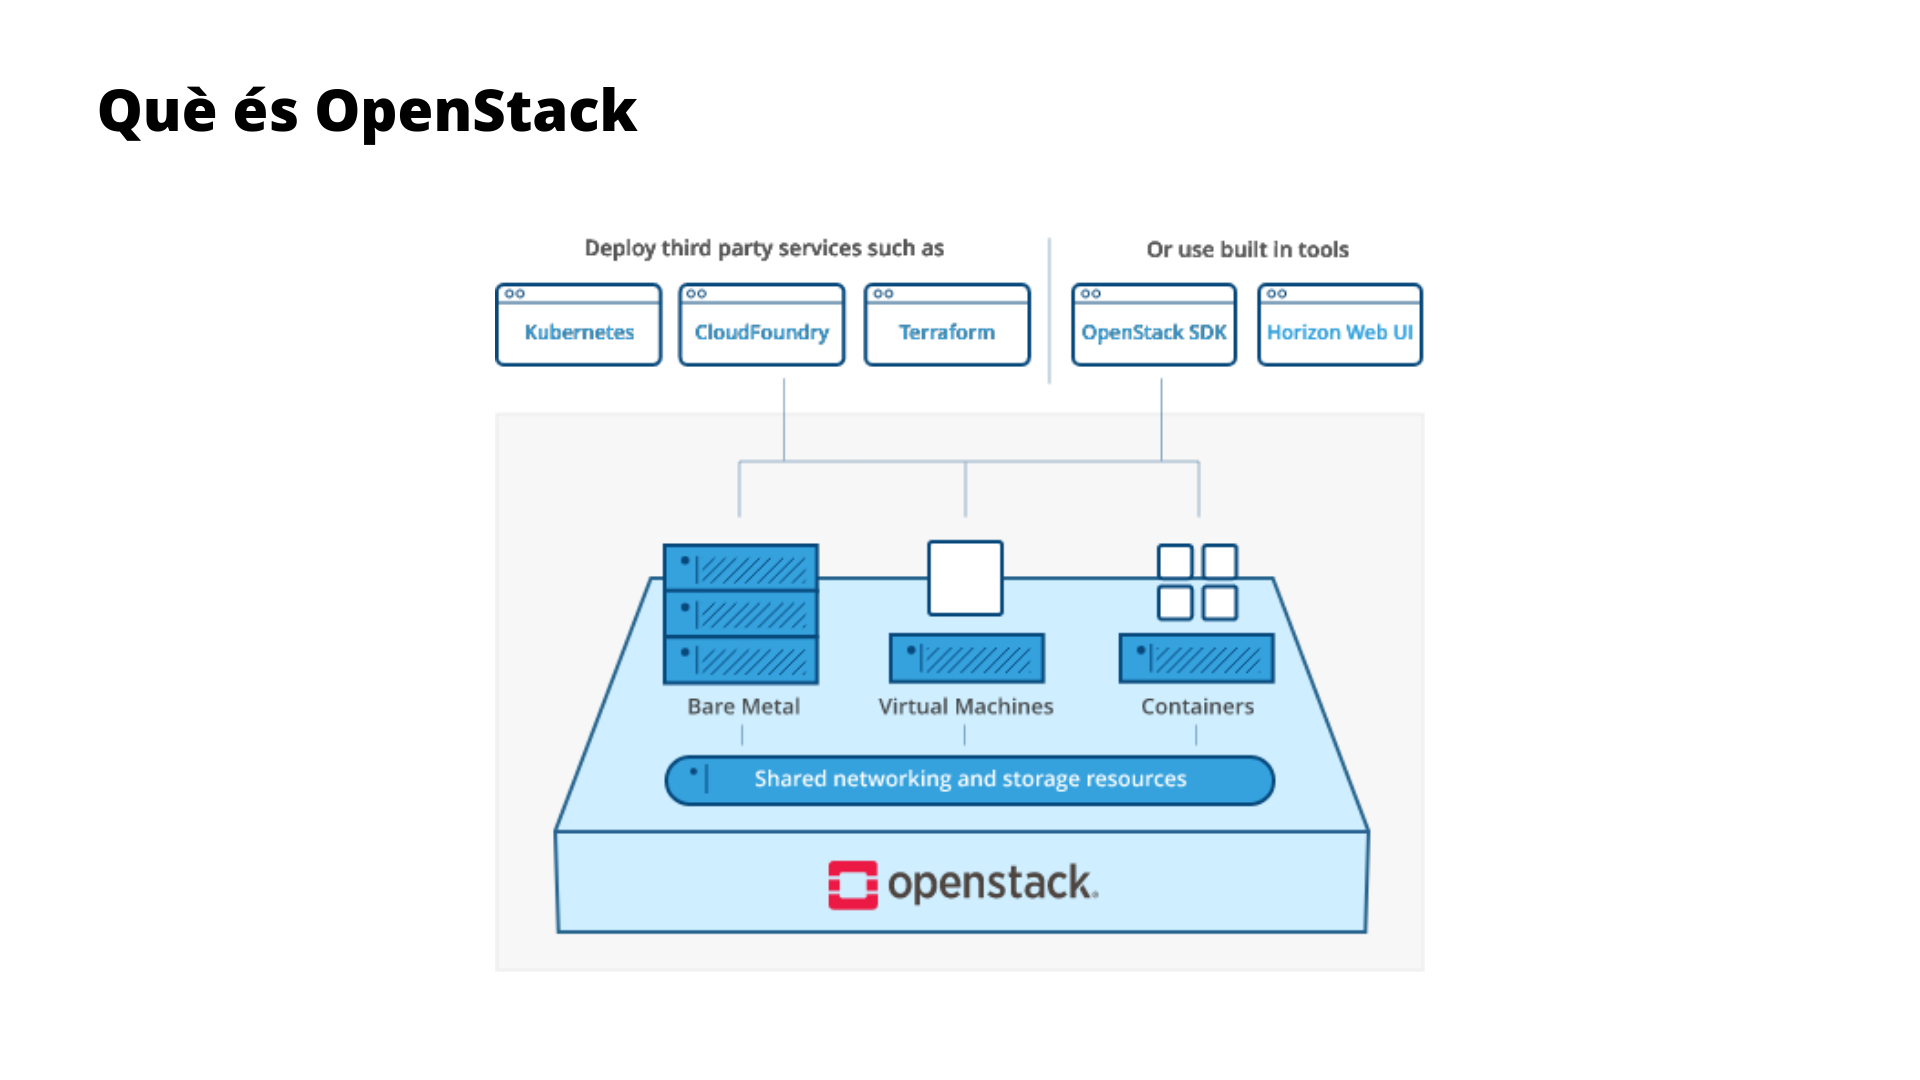 Què és OpenStack
Deploy third party services such as
Or use built in tools
Kubernetes
CloudFoundry
Terraform
OpenStack SDK
Horizon Web UI
Bare Metal
Virtual Machines
Containers
Shared networking and storage resources
openstack.